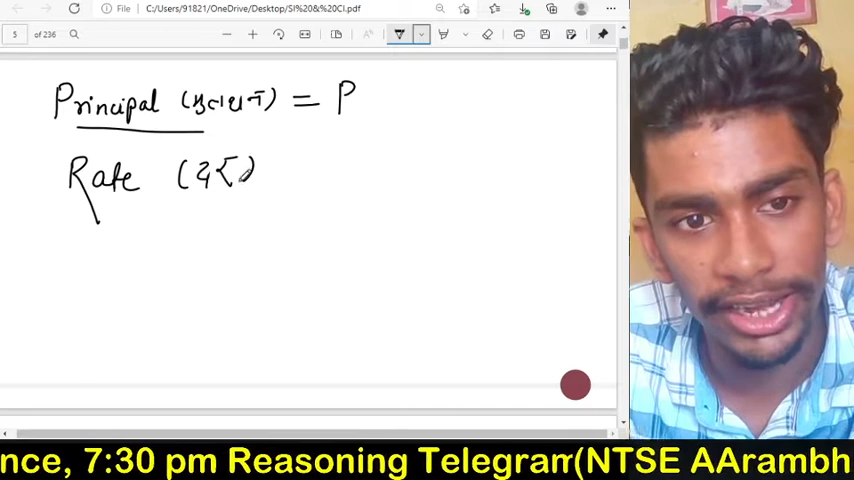 File
C:/Users/91821/OneDrive/Desktop/SI%20&%20CI.pdf
5 of 236
Principal (मूलधन) = P
Rate (दर)
nce, 7:30 pm Reasoning Telegram(NTSE AArambh